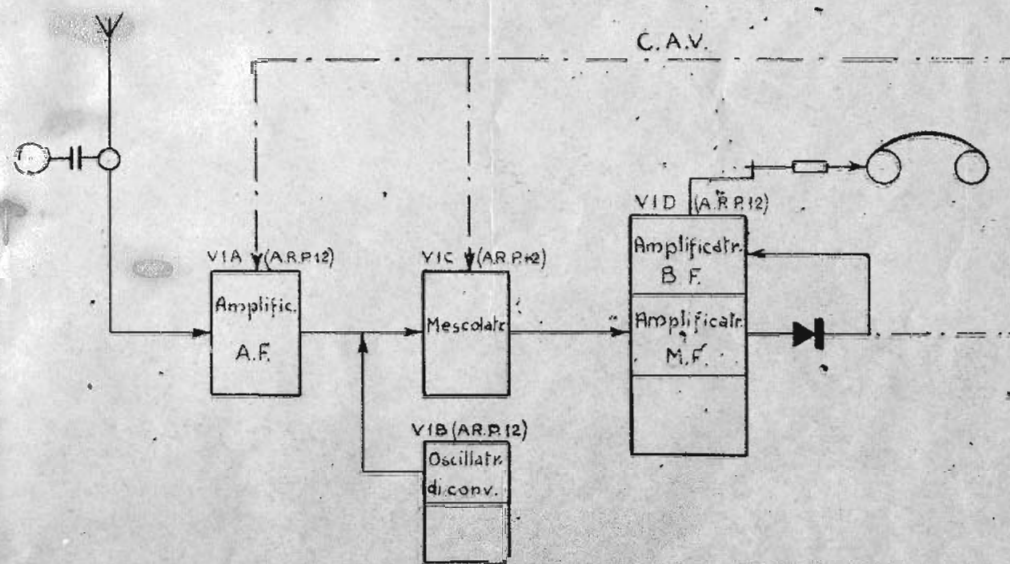 C. A.V.
V1D (A.R.P.12)
Amplificatr.
B F.
V1A (A.R.P.12)
V1C (A.R.P.12)
Amplific.
A.F.
Mescolatr.
Amplificatr.
M.F.
V1B (A.R.P.12)
Oscillatr.
di conv.